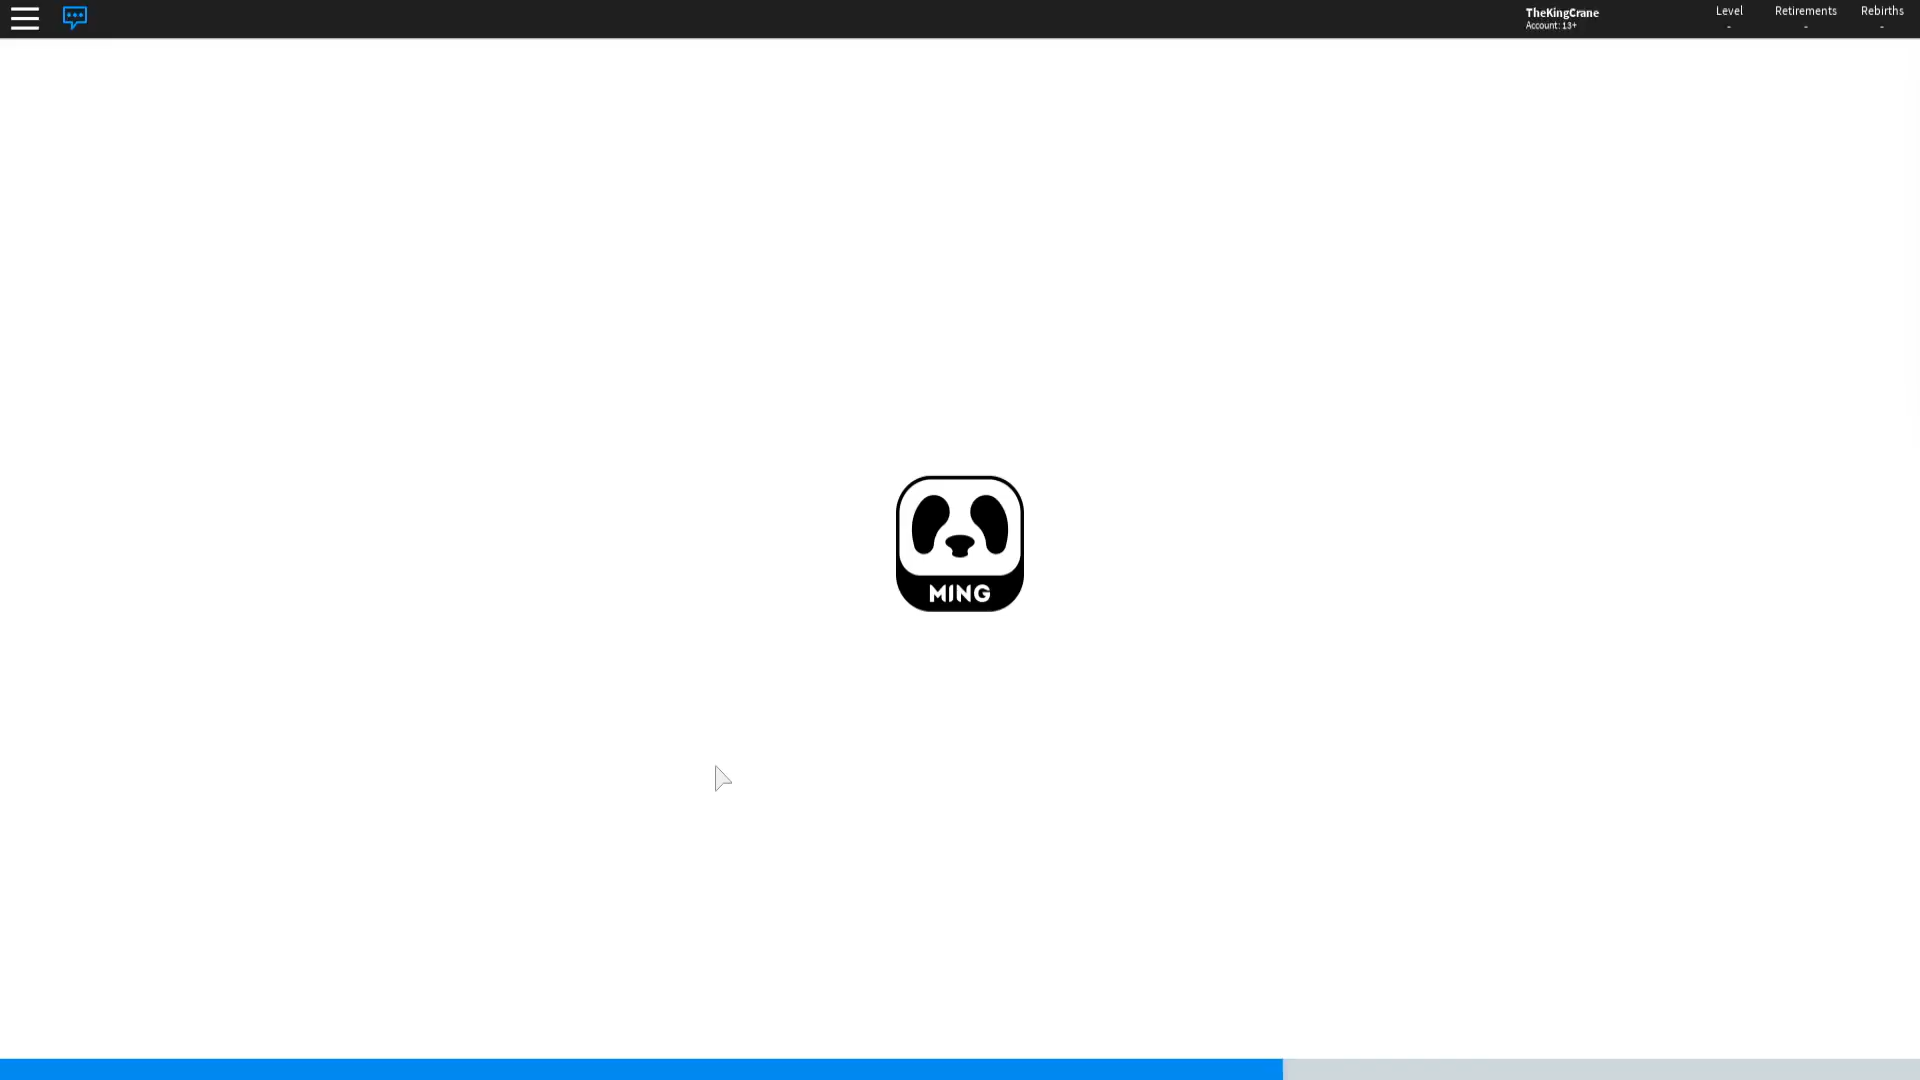 TheKingCrane
Account: 13+
Level
-
Retirements
-
Rebirths
-
MING